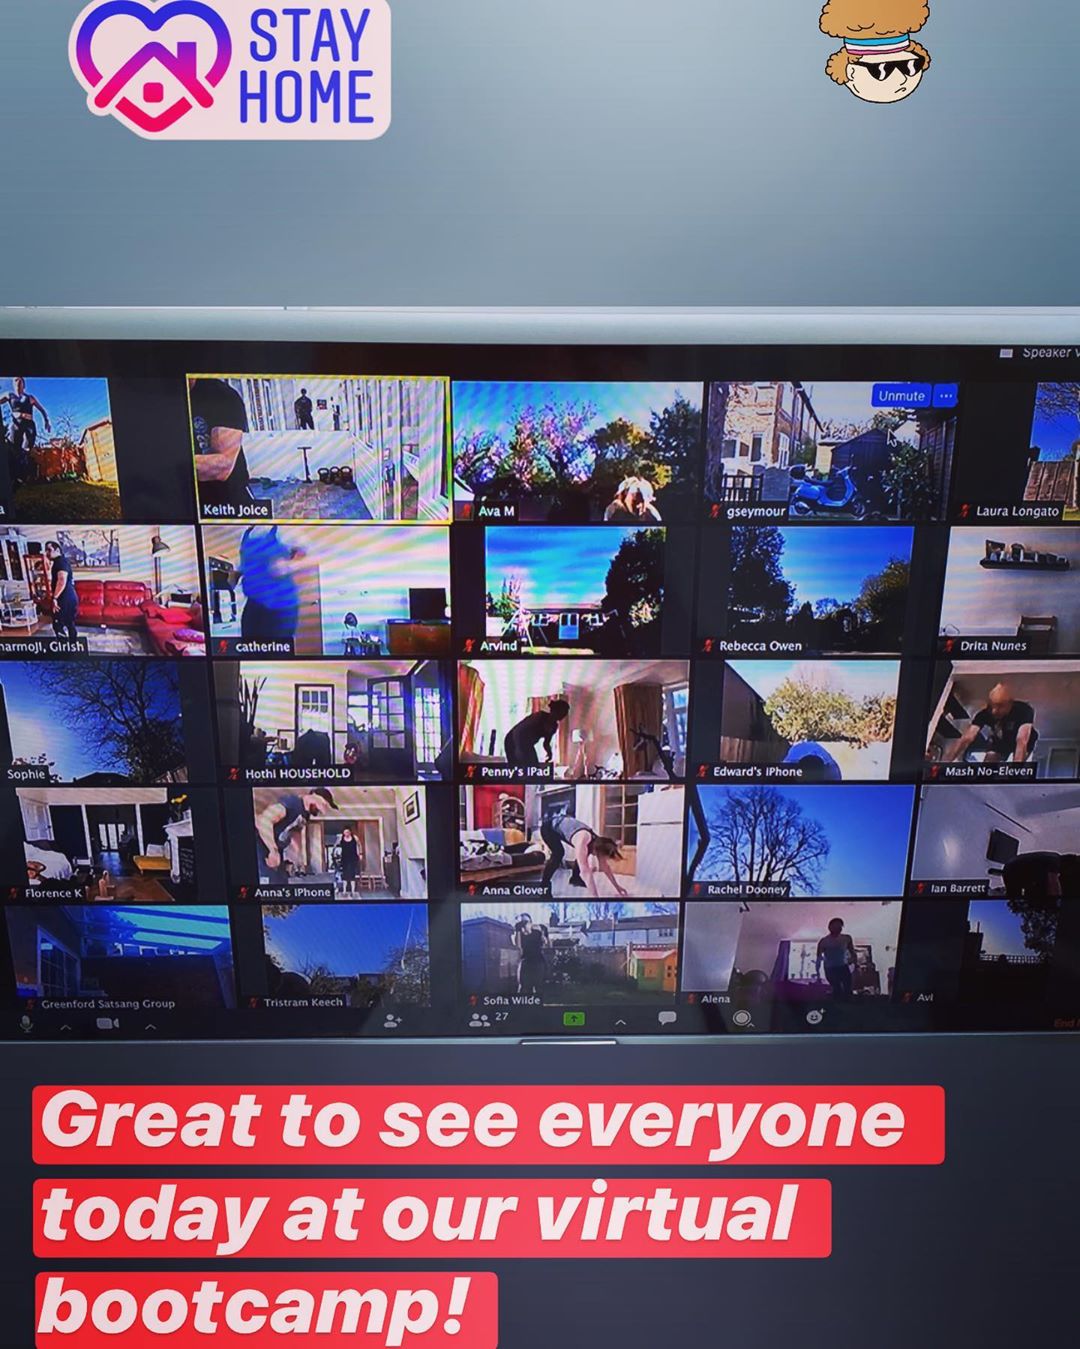 STAY
HOME
Speaker
Unmute
a
Keith Joice
Ava M
gseymour
Laura Longato
harmoji, Girish
catherine
Arvind
Rebecca Owen
Drita Nunes
Sophie
Hothi HOUSEHOLD
Penny's iPad
Edward's iPhone
Mash No-Eleven
Florence K
Anna's iPhone
Anna Glover
Rachel Dooney
Ian Barrett
Greenford Satsang Group
Tristram Keech
Sofia Wilde
Alena
Avi
27
End
Great to see everyone
today at our virtual
bootcamp!